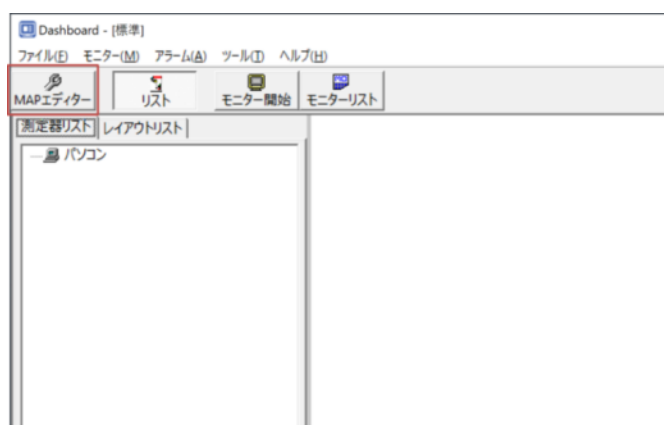 Dashboard - [標準]
ファイル(F) モニター(M) アラーム(A) ツール(T) ヘルプ(H)
MAPエディター リスト モニター開始 モニターリスト
測定器リスト レイアウトリスト
パソコン